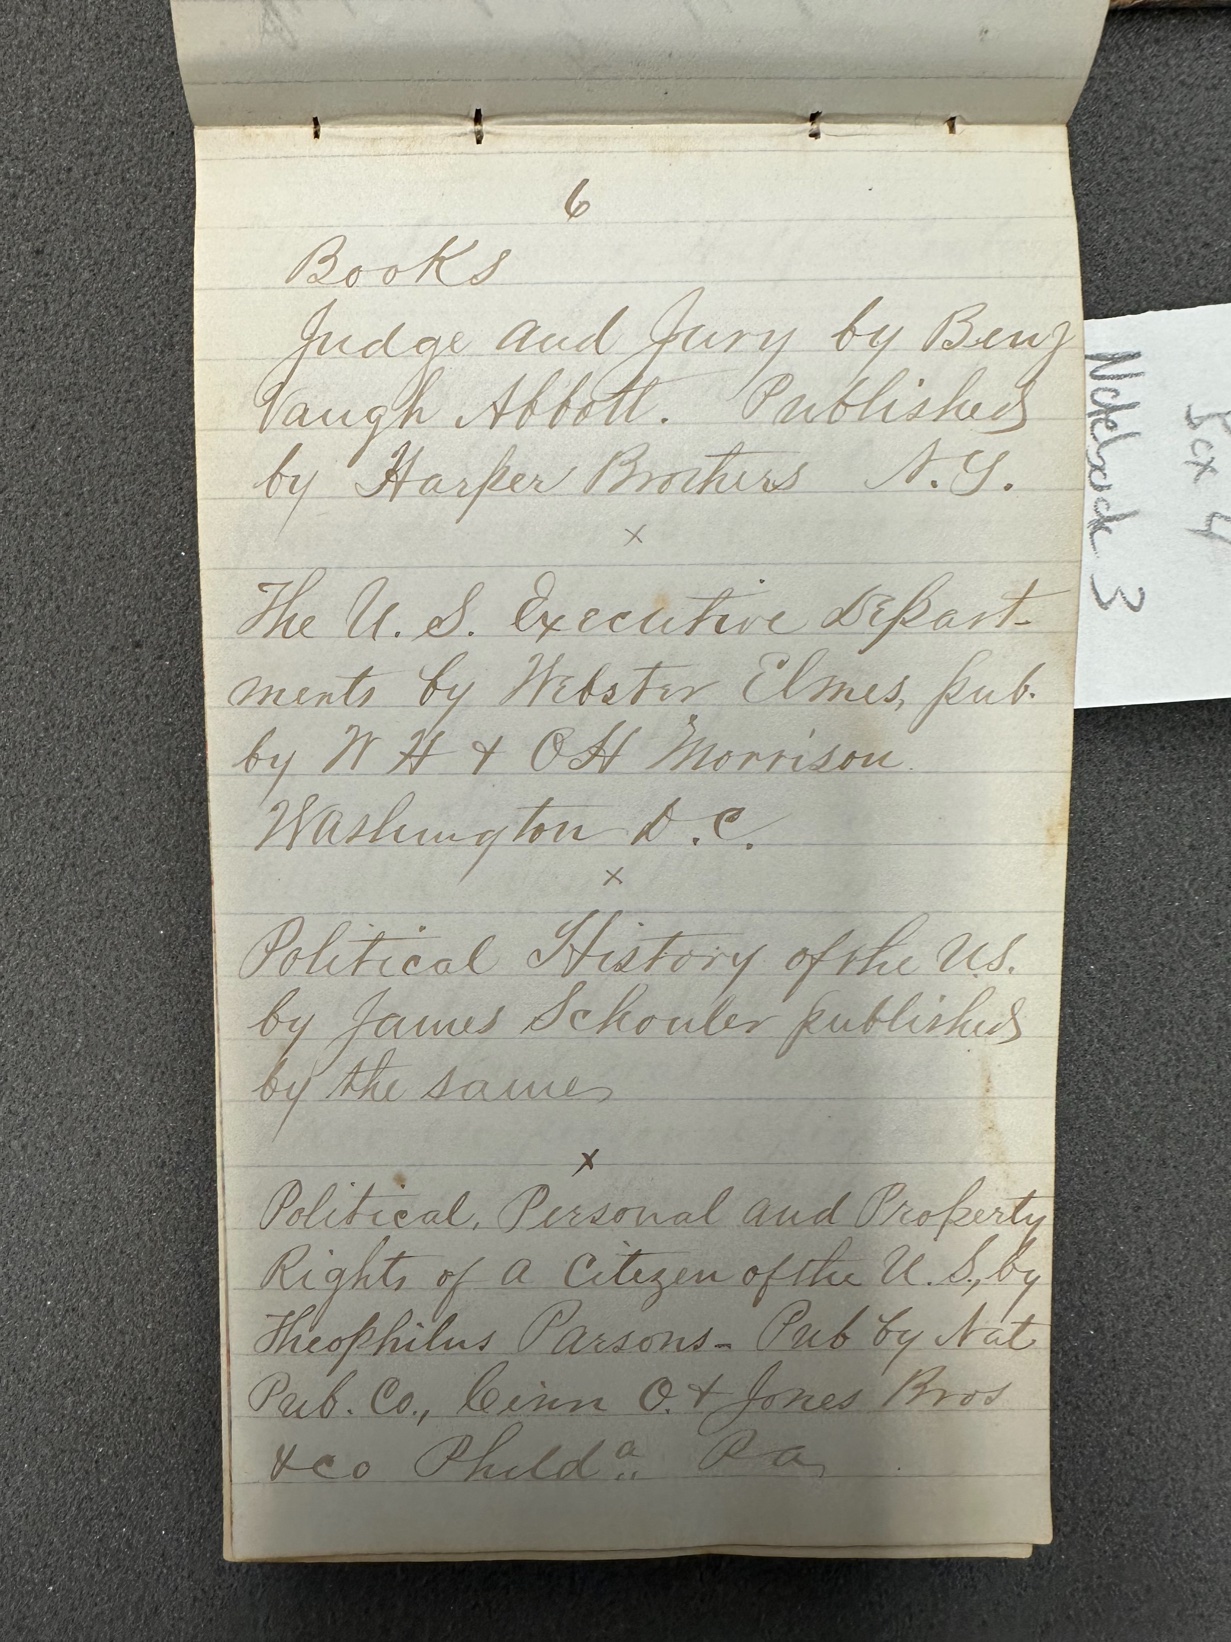 6
Books
Judge and Jury by Benj
Vaugh Abbott. Published
by Harper Brothers N.Y.
x
The U. S. Executive Depart-
ments by Webster Elmes, pub.
by W H & O H Morrison
Washington D.C.
x
Political History of the U.S.
by James Schouler published
by the same
x
Political, Personal and Property
Rights of a Citizen of the U. S., by
Theophilus Parsons - Pub by Nat
Pub. Co., Cinn O. & Jones Bros
& co Phild a.. Pa
Notebook 3
Box 4